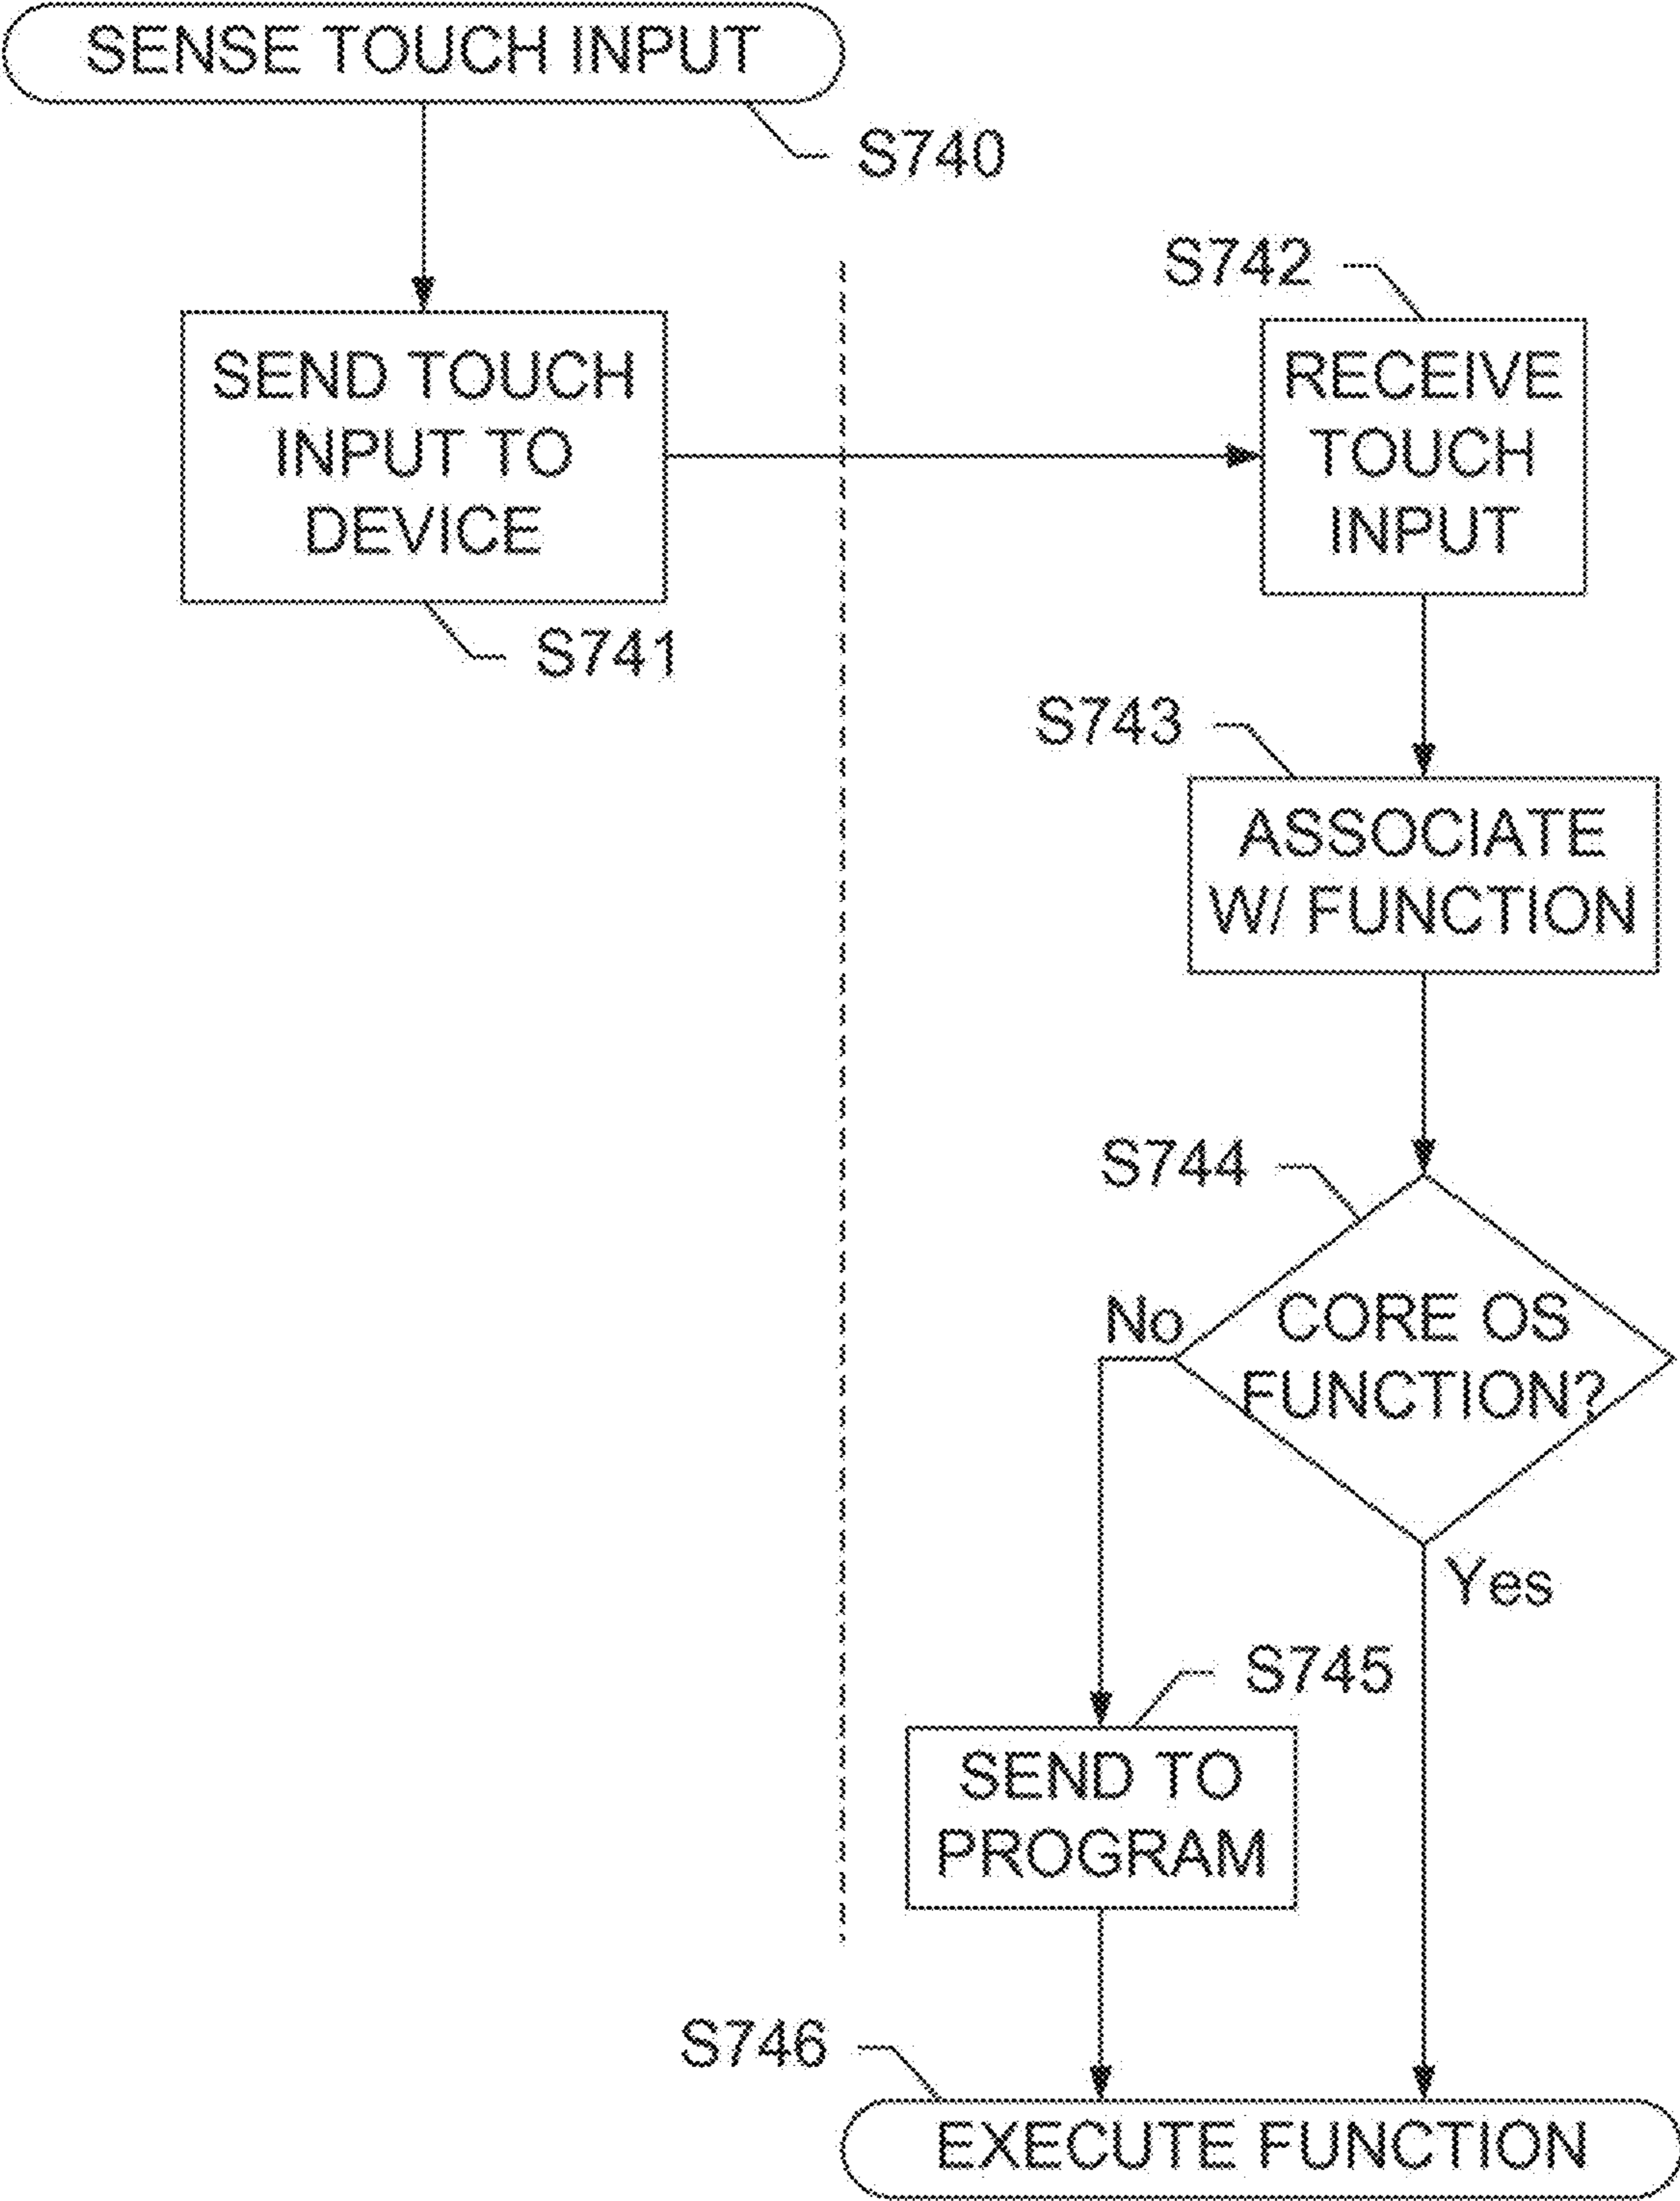 SENSE TOUCH INPUT
S740
SEND TOUCH
INPUT TO
DEVICE
S741
S742
RECEIVE
TOUCH
INPUT
S743
ASSOCIATE
W/ FUNCTION
S744
CORE OS
FUNCTION?
No
Yes
S745
SEND TO
PROGRAM
S746
EXECUTE FUNCTION